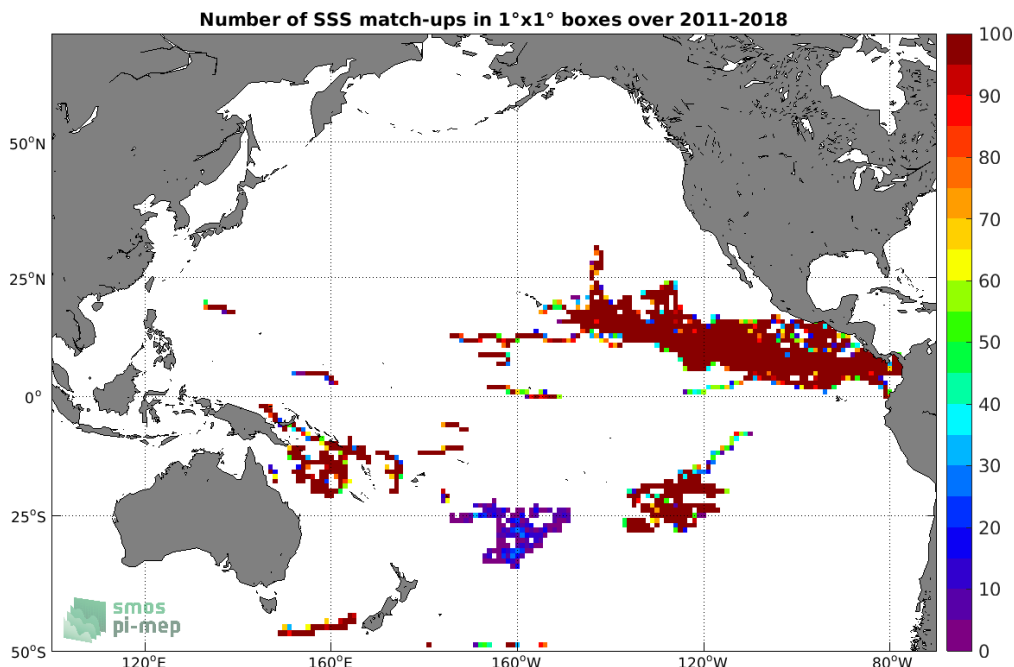 Number of SSS match-ups in 1°x1° boxes over 2011-2018
100
90
80
70
60
50
40
30
20
10
0
50°N
25°N
0°
25°S
50°S
120°E
160°E
160°W
120°W
80°W
smos
pi-mep